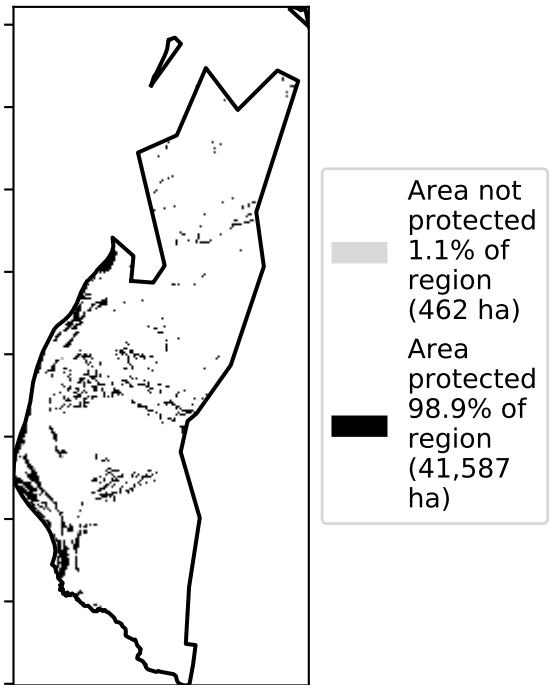 Area not
protected
1.1% of
region
(462 ha)
Area
protected
98.9% of
region
(41,587
ha)